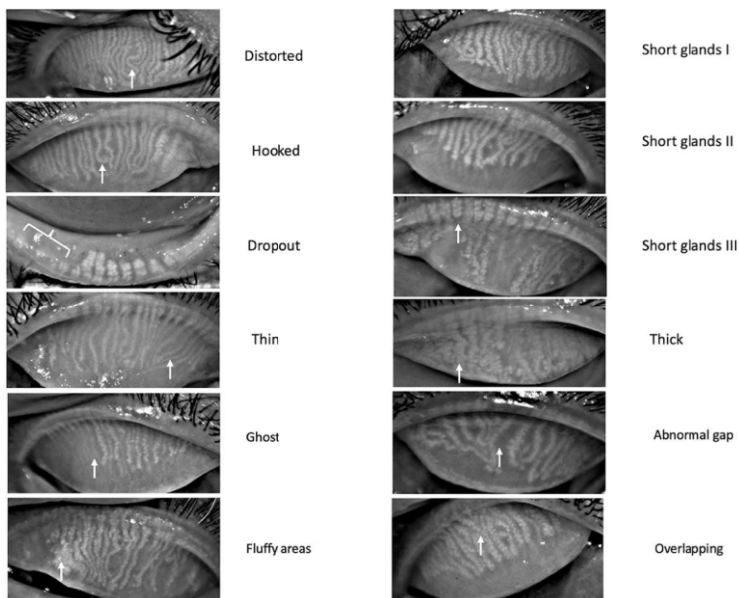 Distorted
Hooked
Dropout
Thin
Ghost
Fluffy areas
Short glands I
Short glands II
Short glands III
Thick
Abnormal gap
Overlapping